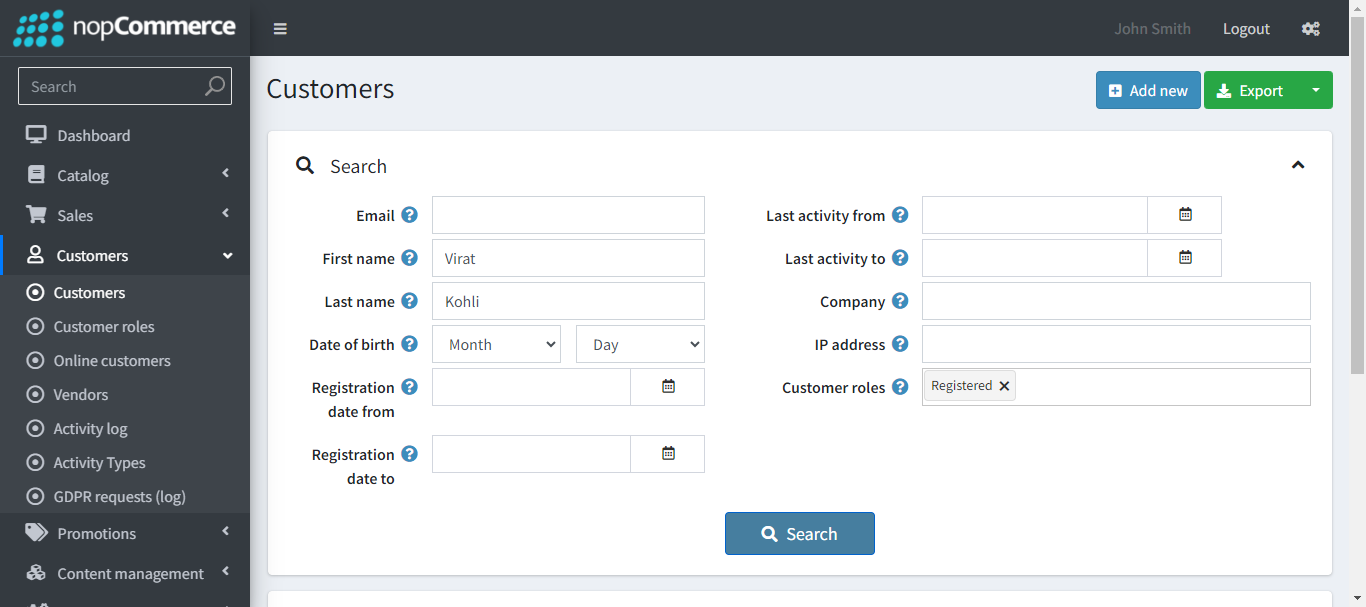 nopCommerce
John Smith
Logout
Search
Customers
Add new
Export
Dashboard
Catalog
Sales
Customers
Customers
Customer roles
Online customers
Vendors
Activity log
Activity Types
GDPR requests (log)
Promotions
Content management
Search
Email
First name Virat
Last name Kohli
Date of birth Month Day
Registration
date from
Registration
date to
Last activity from
Last activity to
Company
IP address
Customer roles Registered
Search